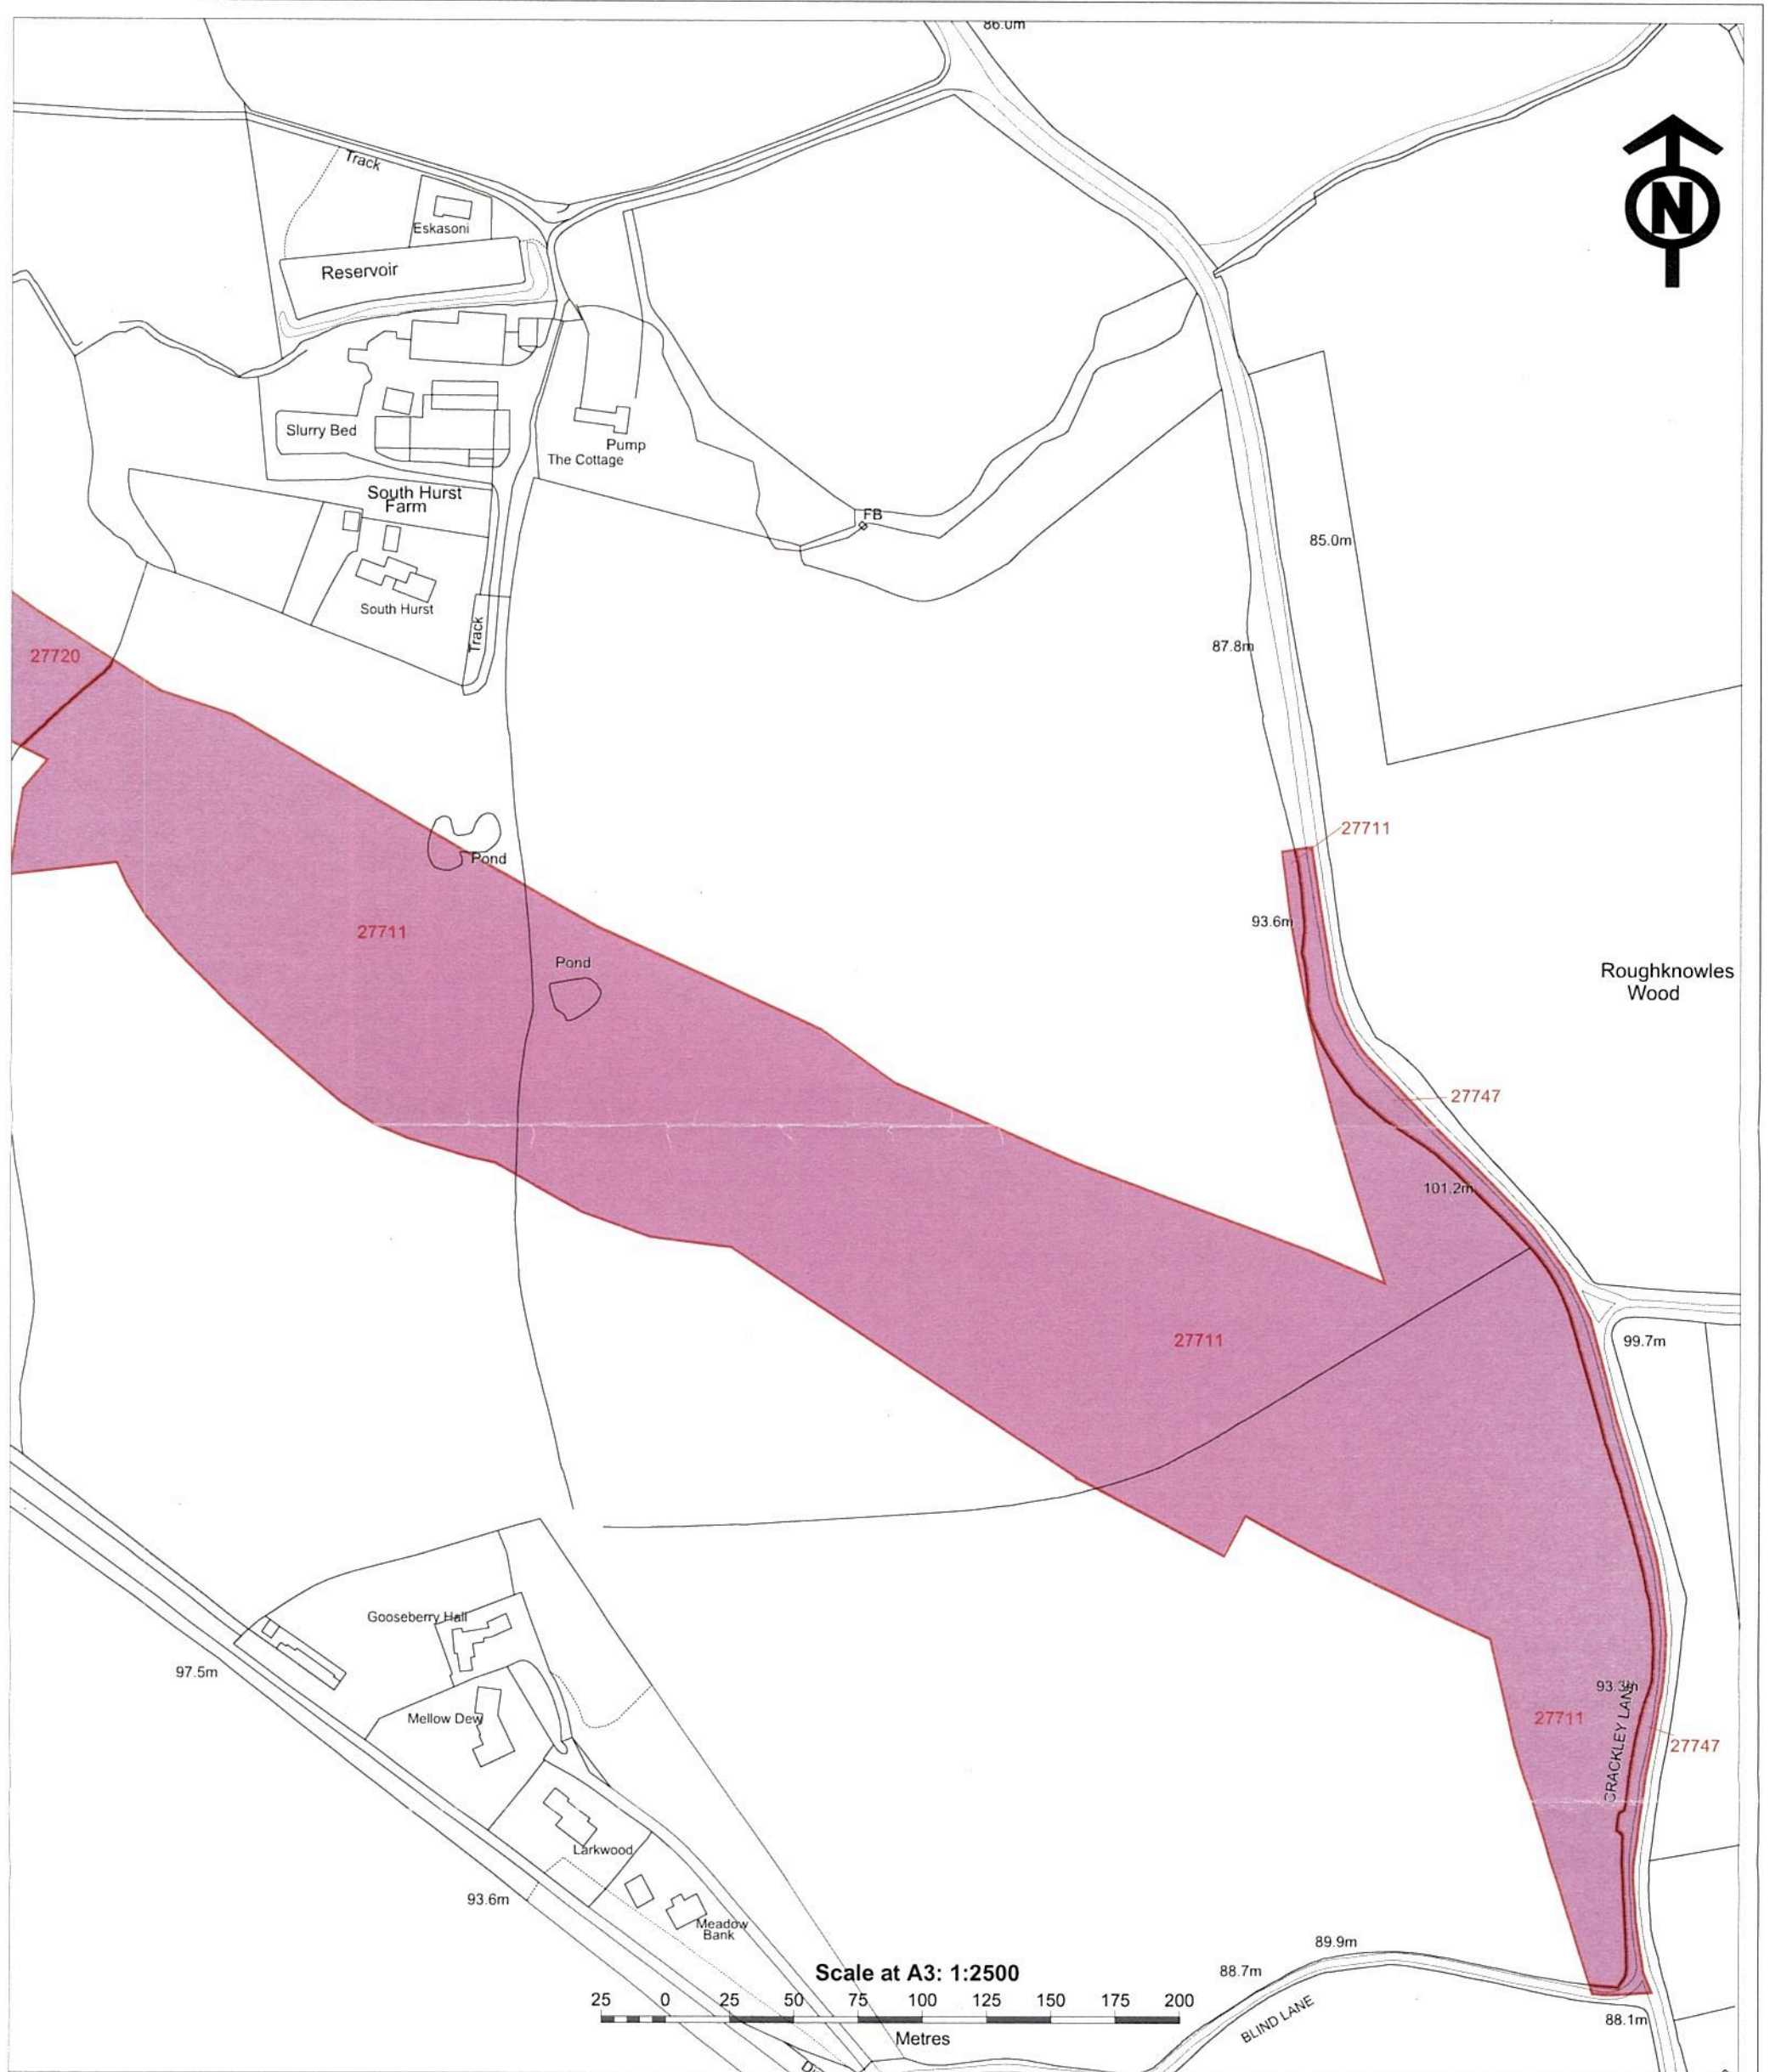 86.0m
N
Track
Eskasoni
Reservoir
Slurry Bed
Pump
The Cottage
South Hurst
Farm
FB
85.0m
South Hurst
Track
87.8m
27720
27711
Pond
93.6m
27711
Pond
Roughknowles
Wood
27747
101.2m
27711
99.7m
Gooseberry Hall
97.5m
93.3m
Mellow Dew
27711
CRACKLEY LANE
27747
Larkwood
93.6m
Meadow
Bank
89.9m
Scale at A3: 1:2500
88.7m
25 0 25 50 75 100 125 150 175 200
Metres
BLIND LANE
88.1m